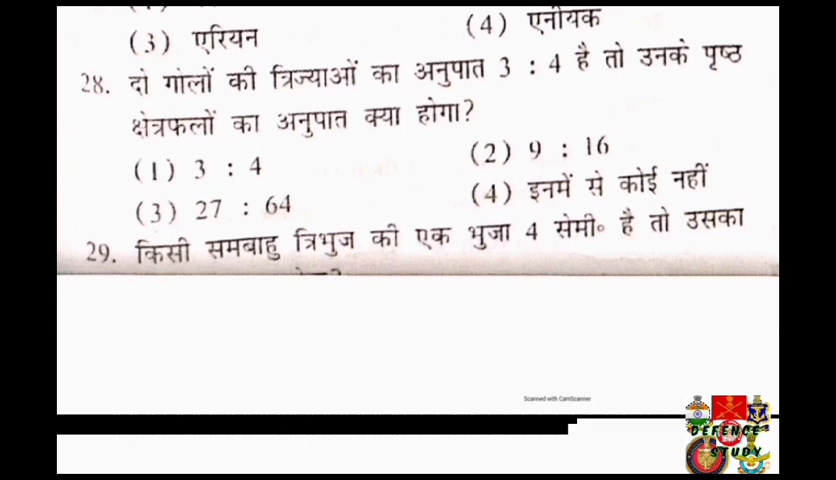 (3) एरियन
(4) एनीयक
28. दो गोलों की त्रिज्याओं का अनुपात 3 : 4 है तो उनके पृष्ठ
क्षेत्रफलों का अनुपात क्या होगा?
(1) 3 : 4
(2) 9 : 16
(3) 27 : 64
(4) इनमें से कोई नहीं
29. किसी समबाहु त्रिभुज की एक भुजा 4 सेमी॰ है तो उसका
Scanned with CamScanner
DEFENCE
STUDY